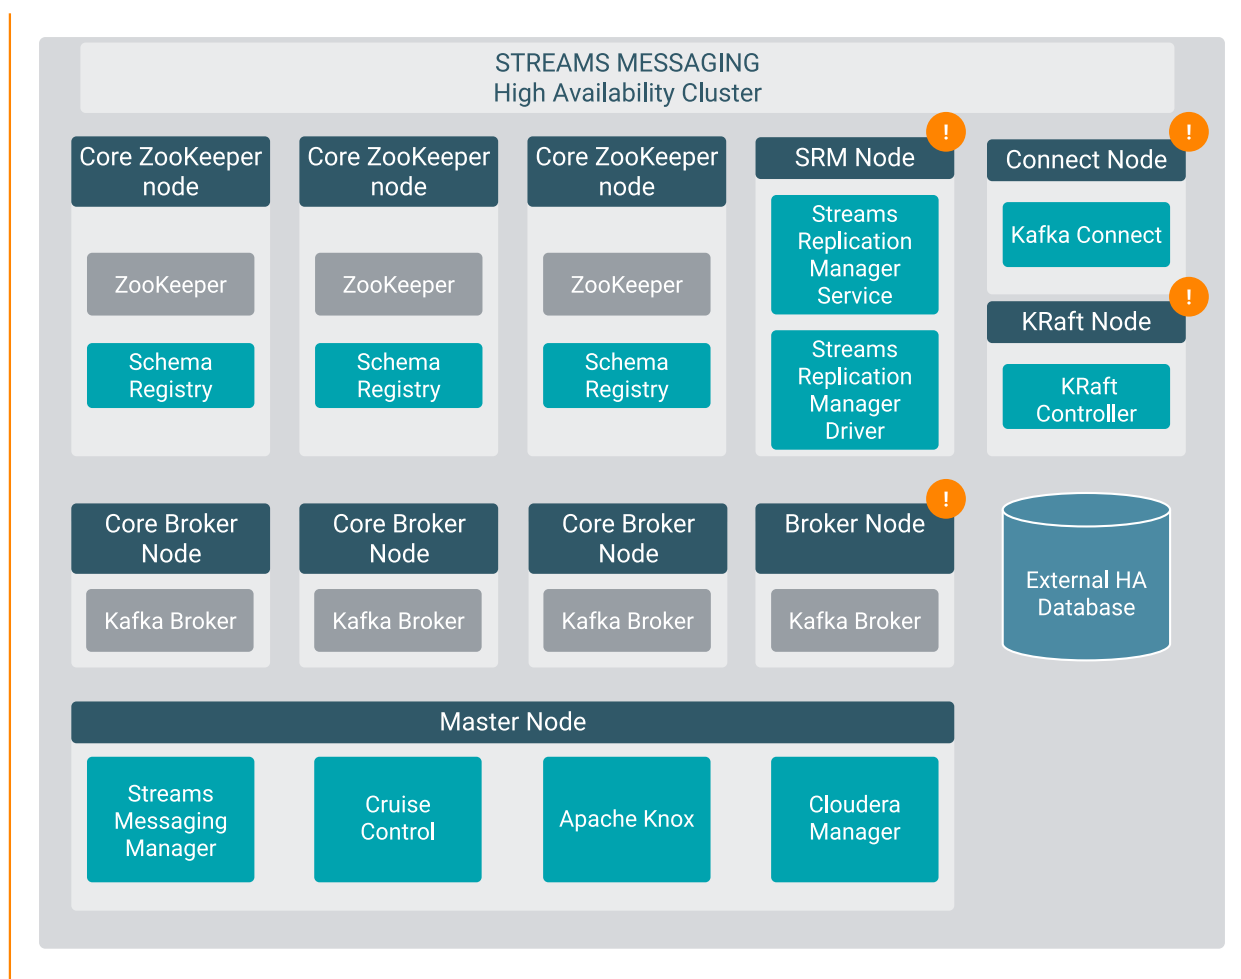 STREAMS MESSAGING
High Availability Cluster
Core ZooKeeper
node
ZooKeeper
Schema
Registry
Core ZooKeeper
node
ZooKeeper
Schema
Registry
Core ZooKeeper
node
ZooKeeper
Schema
Registry
!
SRM Node
Streams
Replication
Manager
Service
Streams
Replication
Manager
Driver
!
Connect Node
Kafka Connect
!
KRaft Node
KRaft
Controller
Core Broker
Node
Kafka Broker
Core Broker
Node
Kafka Broker
Core Broker
Node
Kafka Broker
!
Broker Node
Kafka Broker
External HA
Database
Master Node
Streams
Messaging
Manager
Cruise
Control
Apache Knox
Cloudera
Manager